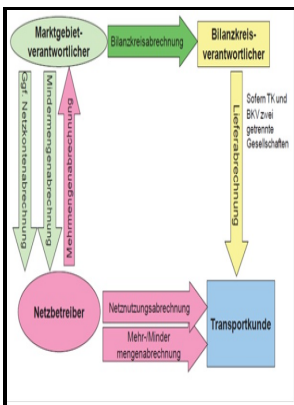 Marktgebiet-
verantwortlicher
Bilanzkreisabrechnung
Bilanzkreis-
verantwortlicher
Ggf. Netzkontenabrechnung
Mindermengenabrechnung
Mehrmengenabrechnung
Lieferabrechnung
Sofern TK und
BKV zwei
getrennte
Gesellschaften
Netzbetreiber
Netznutzungsabrechnung
Mehr-/Minder
mengenabrechnung
Transportkunde